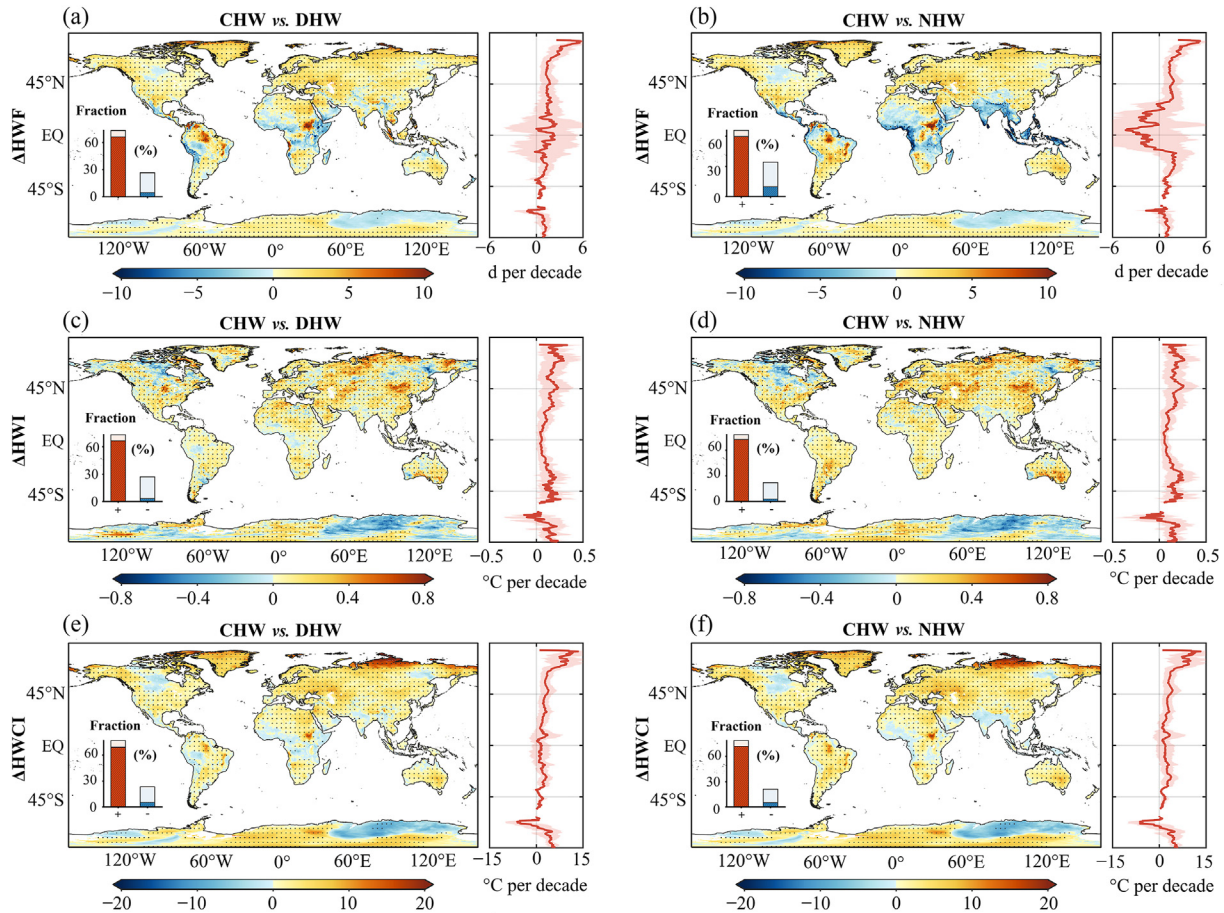 (a) CHW vs. DHW
ΔHWF
45°N
EQ
45°S
Fraction
(%)
60
30
0
+ -
120°W 60°W 0° 60°E 120°E
−6 0 6
d per decade
−10 −5 0 5 10
(b) CHW vs. NHW
ΔHWF
45°N
EQ
45°S
Fraction
(%)
60
30
0
+ -
120°W 60°W 0° 60°E 120°E
−6 0 6
d per decade
−10 −5 0 5 10
(c) CHW vs. DHW
ΔHWI
45°N
EQ
45°S
Fraction
(%)
60
30
0
+ -
120°W 60°W 0° 60°E 120°E
−0.5 0 0.5
°C per decade
−0.8 −0.4 0 0.4 0.8
(d) CHW vs. NHW
ΔHWI
45°N
EQ
45°S
Fraction
(%)
60
30
0
+ -
120°W 60°W 0° 60°E 120°E
−0.5 0 0.5
°C per decade
−0.8 −0.4 0 0.4 0.8
(e) CHW vs. DHW
ΔHWCI
45°N
EQ
45°S
Fraction
(%)
60
30
0
+ -
120°W 60°W 0° 60°E 120°E
−15 0 15
°C per decade
−20 −10 0 10 20
(f) CHW vs. NHW
ΔHWCI
45°N
EQ
45°S
Fraction
(%)
60
30
0
+ -
120°W 60°W 0° 60°E 120°E
−15 0 15
°C per decade
−20 −10 0 10 20